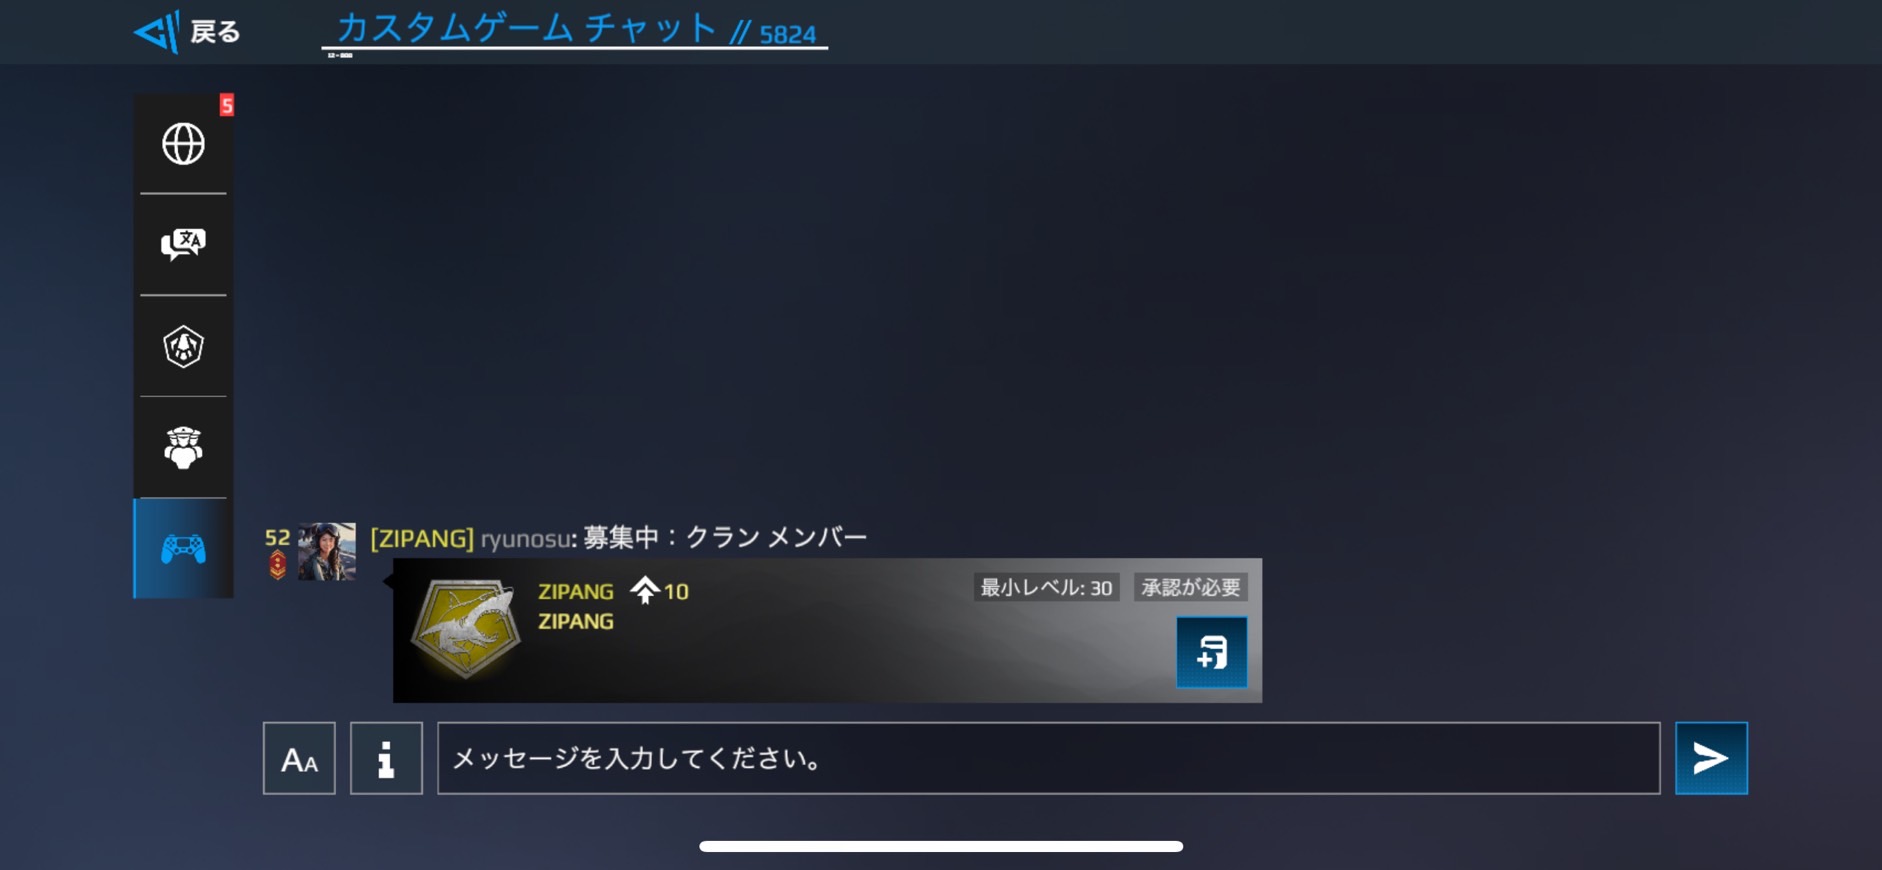 戻る
カスタムゲーム チャット // 5824
5
52
[ZIPANG] ryunosu: 募集中：クラン メンバー
ZIPANG 10
最小レベル: 30
承認が必要
ZIPANG
AA
メッセージを入力してください。